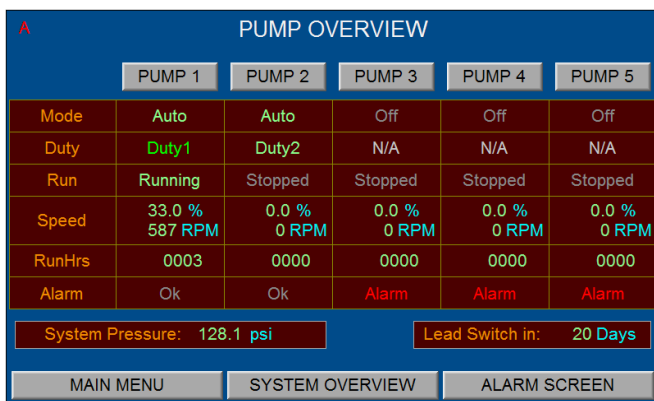 A
PUMP OVERVIEW
PUMP 1 PUMP 2 PUMP 3 PUMP 4 PUMP 5
Mode Auto Auto Off Off Off
Duty Duty1 Duty2 N/A N/A N/A
Run Running Stopped Stopped Stopped Stopped
Speed 33.0 % 0.0 % 0.0 % 0.0 % 0.0 %
587 RPM 0 RPM 0 RPM 0 RPM 0 RPM
RunHrs 0003 0000 0000 0000 0000
Alarm Ok Ok Alarm Alarm Alarm
System Pressure: 128.1 psi Lead Switch in: 20 Days
MAIN MENU SYSTEM OVERVIEW ALARM SCREEN